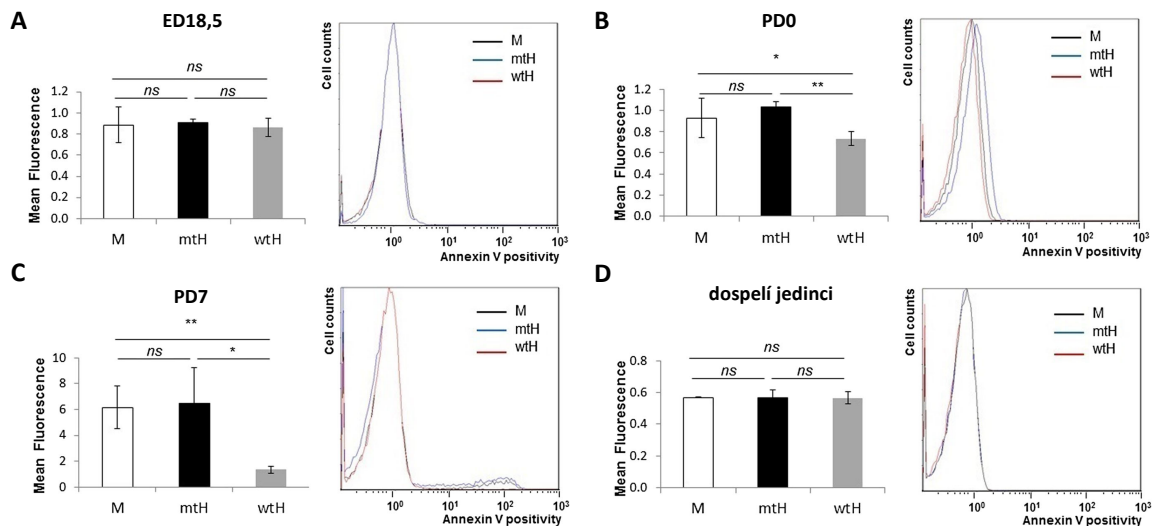 A
ED18,5
ns
ns
ns
Mean Fluorescence
1.2
1.0
0.8
0.6
0.4
0.2
0.0
M
mtH
wtH
Cell counts
M
mtH
wtH
10⁰
10¹
10²
10³
Annexin V positivity
B
PD0
*
ns
**
Mean Fluorescence
1.2
1.0
0.8
0.6
0.4
0.2
0.0
M
mtH
wtH
Cell counts
M
mtH
wtH
10⁰
10¹
10²
10³
Annexin V positivity
C
PD7
**
ns
*
Mean Fluorescence
10
8
6
4
2
0
M
mtH
wtH
Cell counts
M
mtH
wtH
10⁰
10¹
10²
10³
Annexin V positivity
D
dospelí jedinci
ns
ns
ns
Mean Fluorescence
0.8
0.6
0.4
0.2
0.0
M
mtH
wtH
Cell counts
M
mtH
wtH
10⁰
10¹
10²
10³
Annexin V positivity